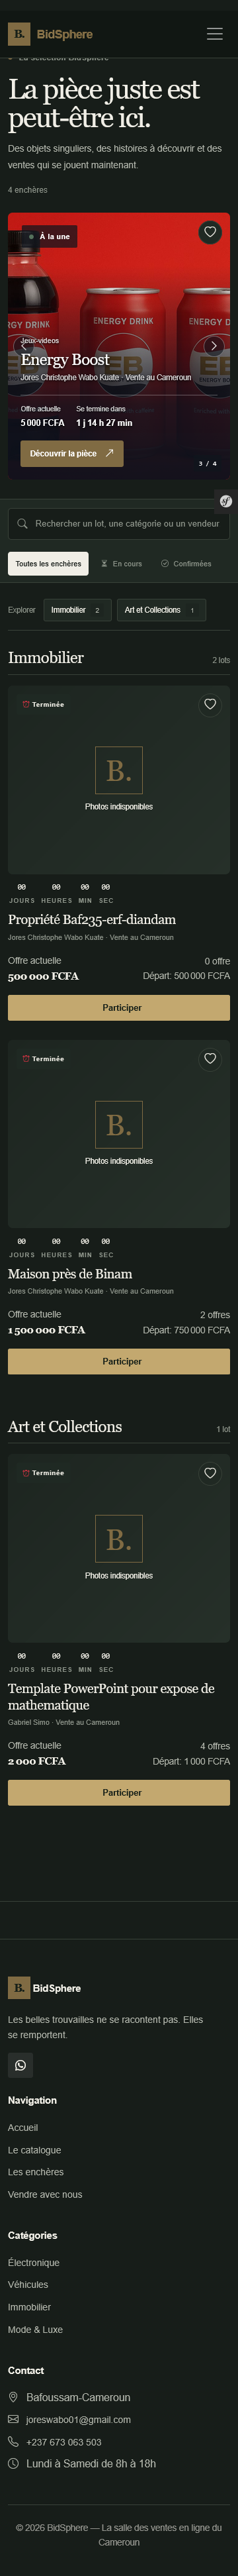 B. BidSphere
La sélection BidSphere
La pièce juste est
peut-être ici.
Des objets singuliers, des histoires à découvrir et des
ventes qui se jouent maintenant.
4 enchères
À la une
ENERGY DRINK
ENERGY DRINK
EB
EB
Jeux-videos
Energy Boost
Jores Christophe Wabo Kuate · Vente au Cameroun
Offre actuelle
Se termine dans
5 000 FCFA
1 j 14 h 27 min
Découvrir la pièce
3 / 4
Rechercher un lot, une catégorie ou un vendeur
Toutes les enchères
En cours
Confirmées
Explorer
Immobilier 2
Art et Collections 1
Immobilier
2 lots
Terminée
B.
Photos indisponibles
00 00 00 00
JOURS HEURES MIN SEC
Propriété Baf235-erf-diandam
Jores Christophe Wabo Kuate · Vente au Cameroun
Offre actuelle
0 offre
500 000 FCFA
Départ: 500 000 FCFA
Participer
Terminée
B.
Photos indisponibles
00 00 00 00
JOURS HEURES MIN SEC
Maison près de Binam
Jores Christophe Wabo Kuate · Vente au Cameroun
Offre actuelle
2 offres
1 500 000 FCFA
Départ: 750 000 FCFA
Participer
Art et Collections
1 lot
Terminée
B.
Photos indisponibles
00 00 00 00
JOURS HEURES MIN SEC
Template PowerPoint pour expose de
mathematique
Gabriel Simo · Vente au Cameroun
Offre actuelle
4 offres
2 000 FCFA
Départ: 1 000 FCFA
Participer
B. BidSphere
Les belles trouvailles ne se racontent pas. Elles
se remportent.
Navigation
Accueil
Le catalogue
Les enchères
Vendre avec nous
Catégories
Électronique
Véhicules
Immobilier
Mode & Luxe
Contact
Bafoussam-Cameroun
joreswabo01@gmail.com
+237 673 063 503
Lundi à Samedi de 8h à 18h
© 2026 BidSphere — La salle des ventes en ligne du
Cameroun